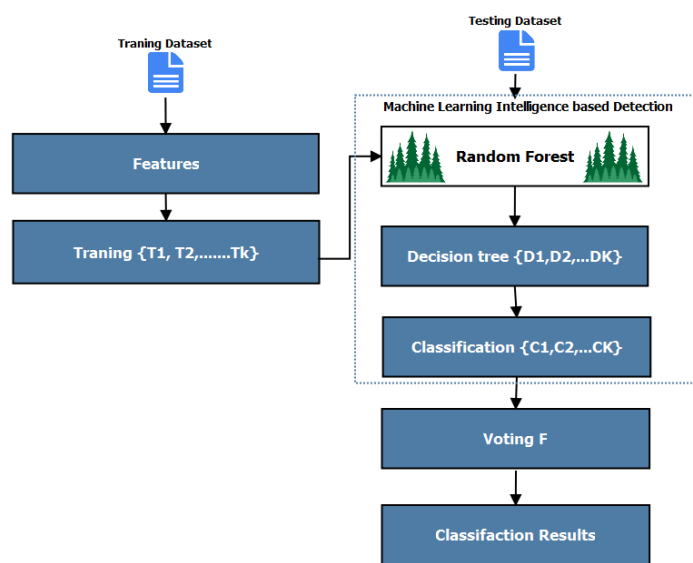 Traning Dataset
Features
Traning {T1, T2,.......Tk}
Testing Dataset
Machine Learning Intelligence based Detection
Random Forest
Decision tree {D1,D2,...DK}
Classification {C1,C2,...CK}
Voting F
Classifaction Results